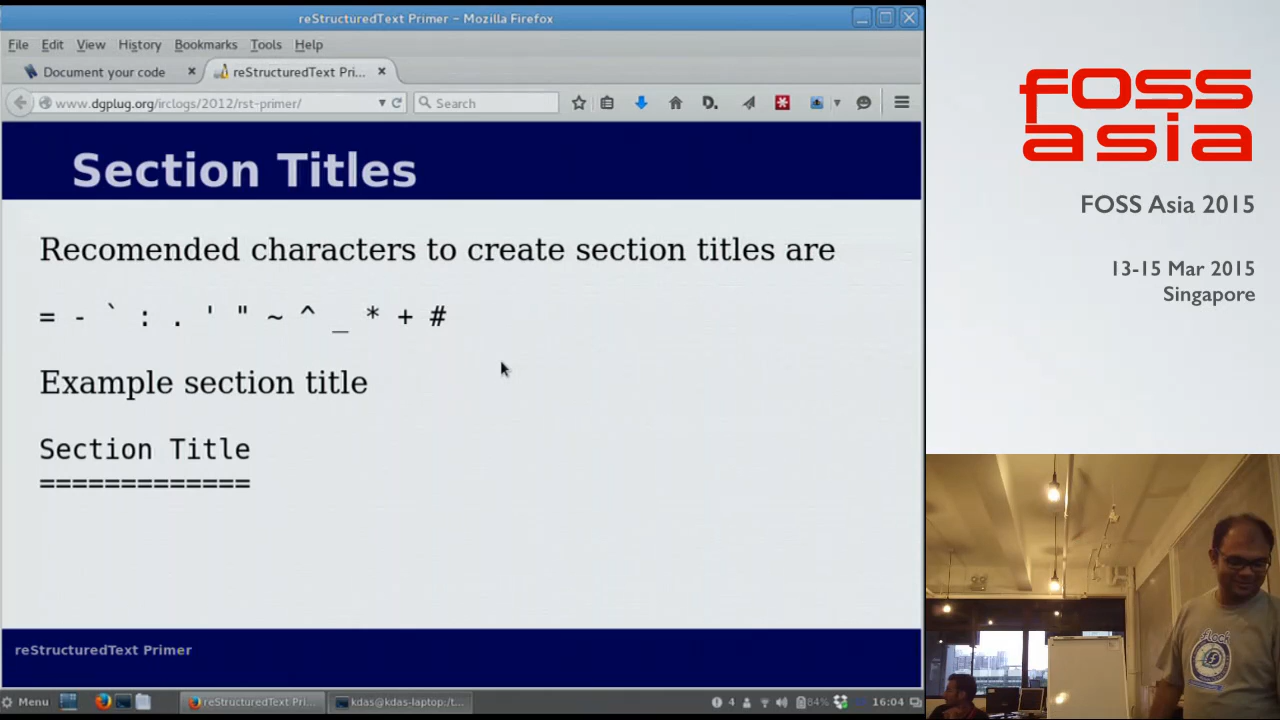 reStructuredText Primer - Mozilla Firefox
File Edit View History Bookmarks Tools Help
Document your code × reStructuredText Pri... ×
www.dgplug.org/irclogs/2012/rst-primer/ Search D.
Section Titles
Recomended characters to create section titles are
= - ` : . ' " ~ ^ _ * + #
Example section title
Section Title
=============
reStructuredText Primer
Menu reStructuredText Pri... kdas@kdas-laptop:/t... 4 84% 16:04
FOSS
asia
FOSS Asia 2015
13-15 Mar 2015
Singapore
flock